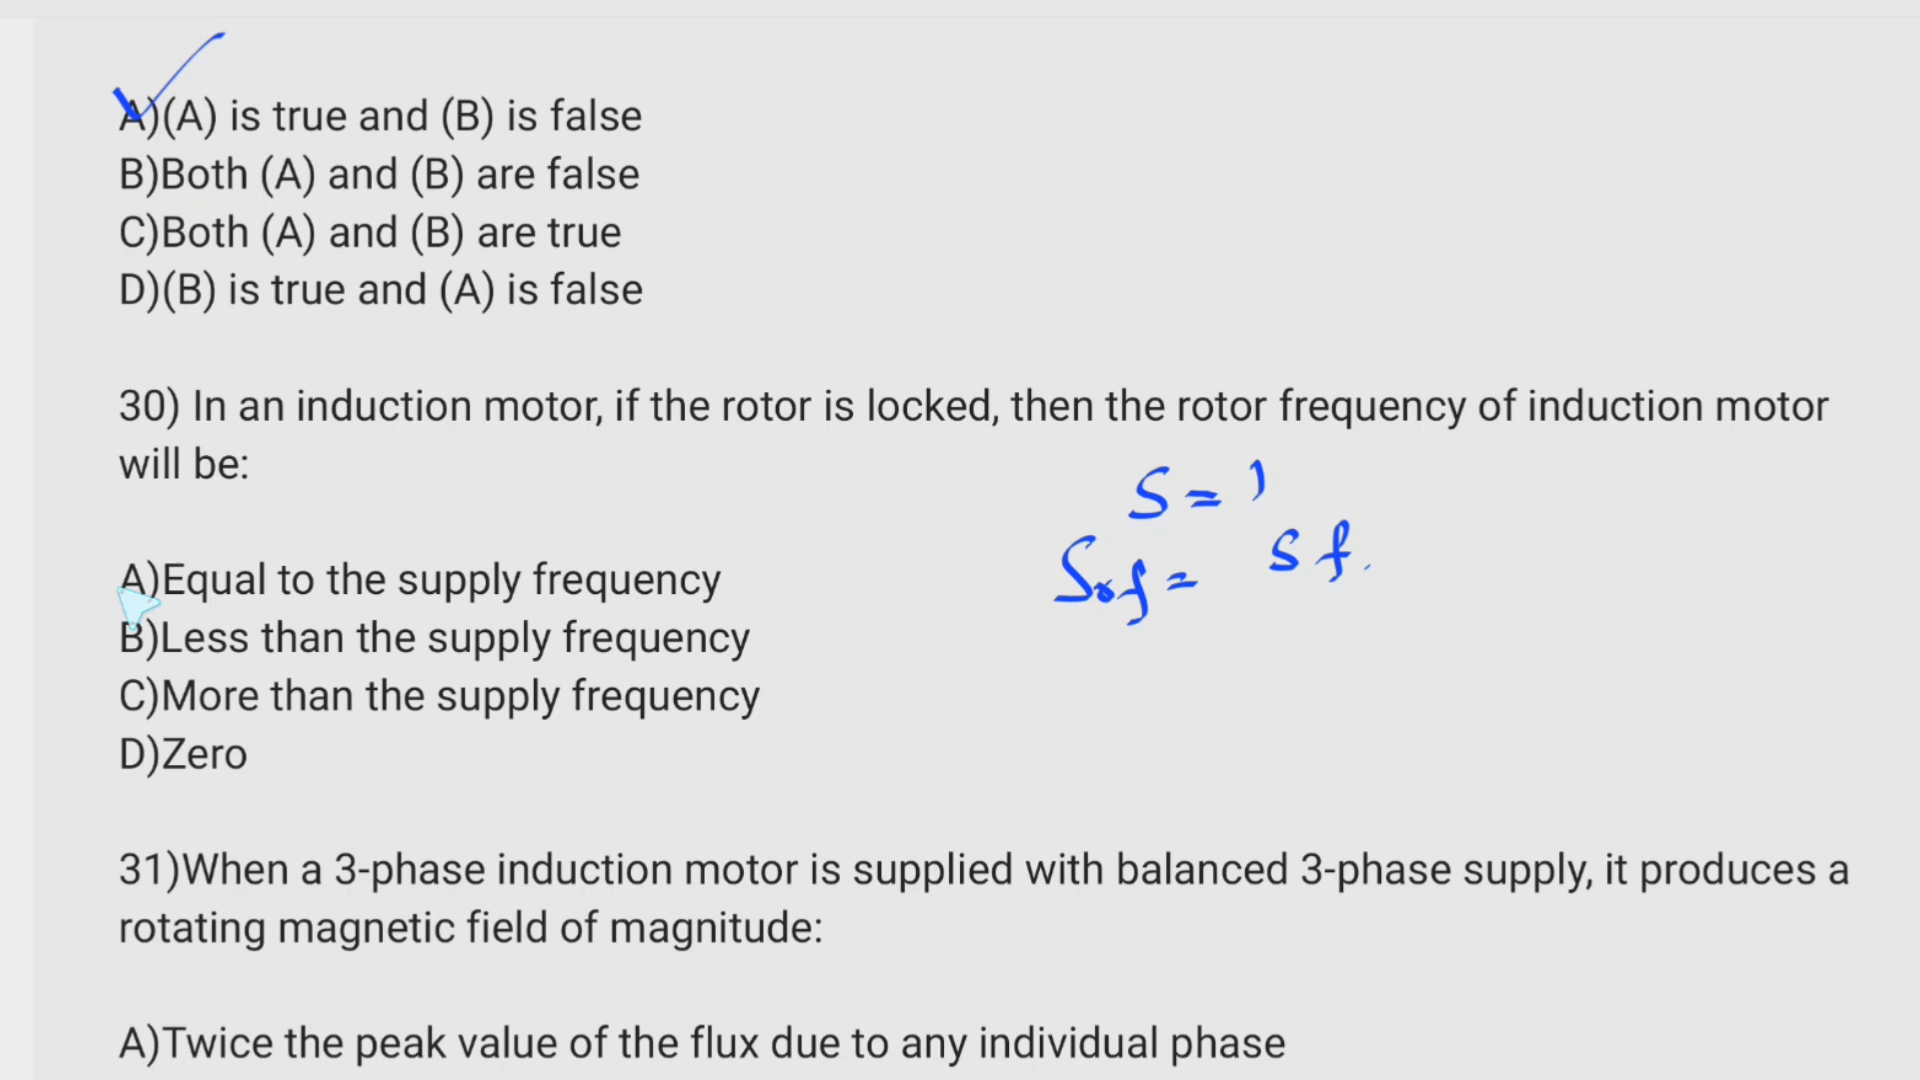 A)(A) is true and (B) is false
B)Both (A) and (B) are false
C)Both (A) and (B) are true
D)(B) is true and (A) is false
30) In an induction motor, if the rotor is locked, then the rotor frequency of induction motor
will be:
S = 1
Sof = sf.
A)Equal to the supply frequency
B)Less than the supply frequency
C)More than the supply frequency
D)Zero
31)When a 3-phase induction motor is supplied with balanced 3-phase supply, it produces a
rotating magnetic field of magnitude:
A)Twice the peak value of the flux due to any individual phase